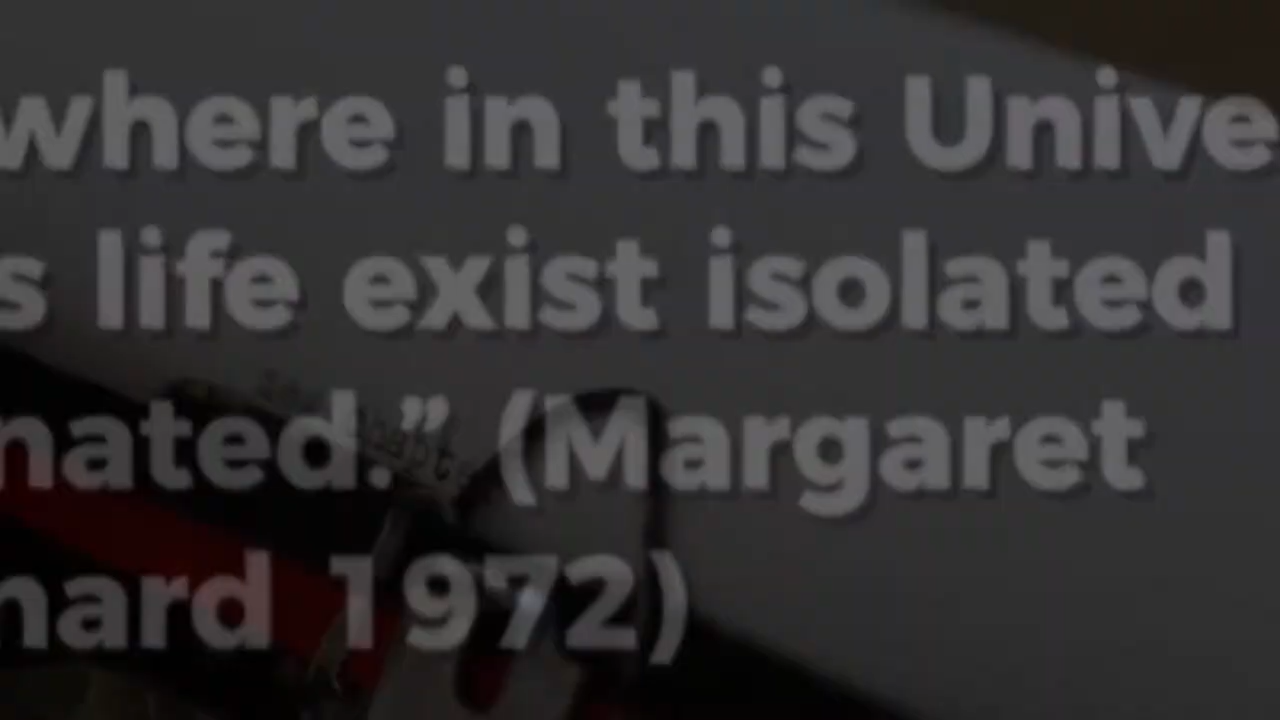 where in this Unive
s life exist isolated
nated.” (Margaret
nard 1972)